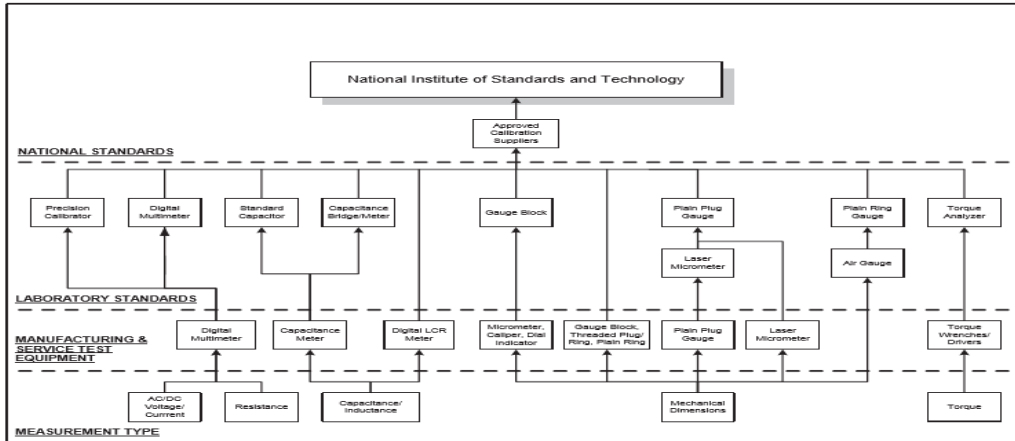 National Institute of Standards and Technology
Approved
Calibration
Suppliers
NATIONAL STANDARDS
Precision
Calibrator
Digital
Multimeter
Standard
Capacitor
Capacitance
Bridge/Meter
Gauge Block
Plain Plug
Gauge
Plain Ring
Gauge
Torque
Analyzer
Laser
Micrometer
Air Gauge
LABORATORY STANDARDS
MANUFACTURING &
SERVICE TEST
EQUIPMENT
Digital
Multimeter
Capacitance
Meter
Digital LCR
Meter
Micrometer,
Caliper, Dial
Indicator
Gauge Block,
Threaded Plug/
Ring, Plain Ring
Plain Plug
Gauge
Laser
Micrometer
Torque
Wrenches/
Drivers
AC/DC
Voltage/
Currrent
Resistance
Capacitance/
Inductance
Mechanical
Dimensions
Torque
MEASUREMENT TYPE